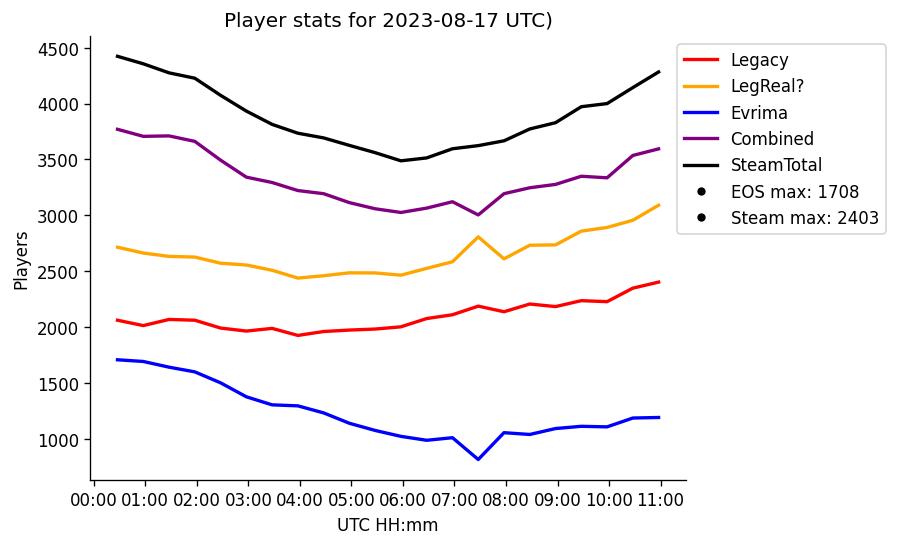 Player stats for 2023-08-17 UTC)
4500
4000
3500
3000
2500
2000
1500
1000
Players
00:00 01:00 02:00 03:00 04:00 05:00 06:00 07:00 08:00 09:00 10:00 11:00
UTC HH:mm
Legacy
LegReal?
Evrima
Combined
SteamTotal
EOS max: 1708
Steam max: 2403